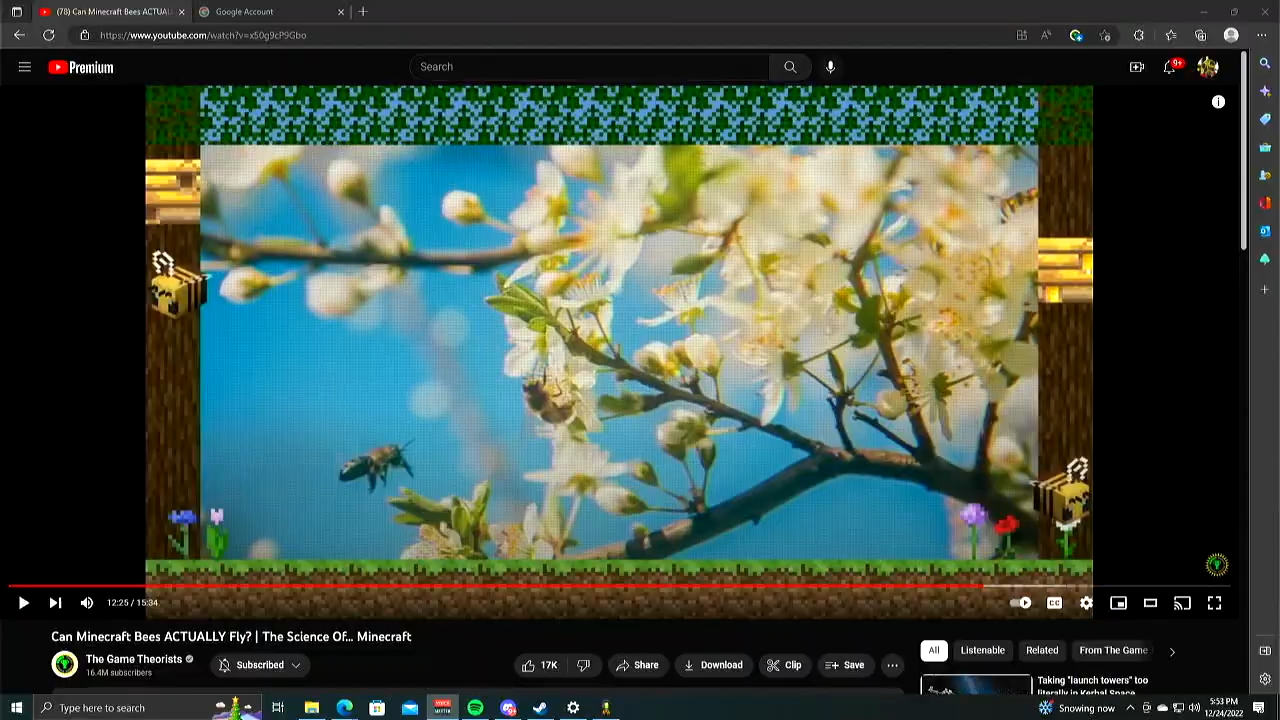 (78) Can Minecraft Bees ACTUAL
Google Account
https://www.youtube.com/watch?v=x50g9cP9Gbo
Premium
Search
9+
12:25 / 15:34
CC
Can Minecraft Bees ACTUALLY Fly? | The Science Of... Minecraft
The Game Theorists
16.4M subscribers
Subscribed
17K
Share
Download
Clip
Save
All
Listenable
Related
From The Game
Taking "launch towers" too
literally in Kerbal Space
Type here to search
Snowing now
5:53 PM
12/24/2022